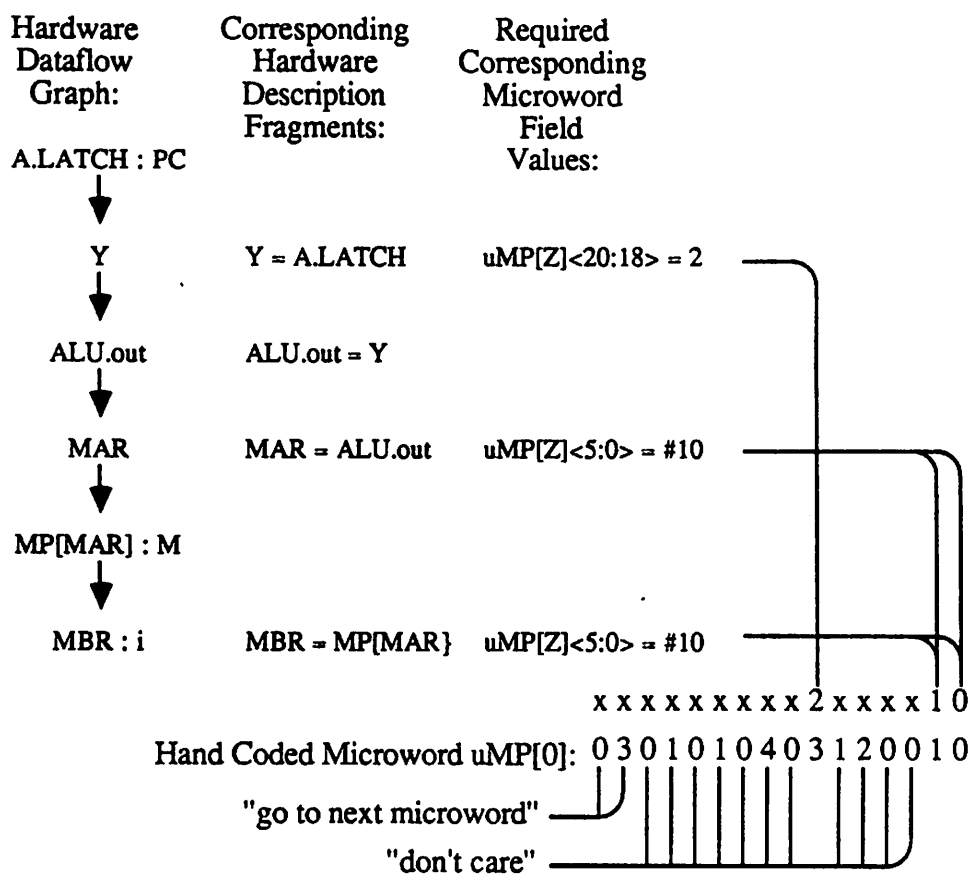 Hardware Dataflow Graph:
Corresponding Hardware Description Fragments:
Required Corresponding Microword Field Values:
A.LATCH : PC
Y Y = A.LATCH uMP[Z]<20:18> = 2
ALU.out ALU.out = Y
MAR MAR = ALU.out uMP[Z]<5:0> = #10
MP[MAR] : M
MBR : i MBR = MP[MAR} uMP[Z]<5:0> = #10
x x x x x x x x x 2 x x x x 1 0
Hand Coded Microword uMP[0]: 0 3 0 1 0 1 0 4 0 3 1 2 0 0 1 0
"go to next microword"
"don't care"